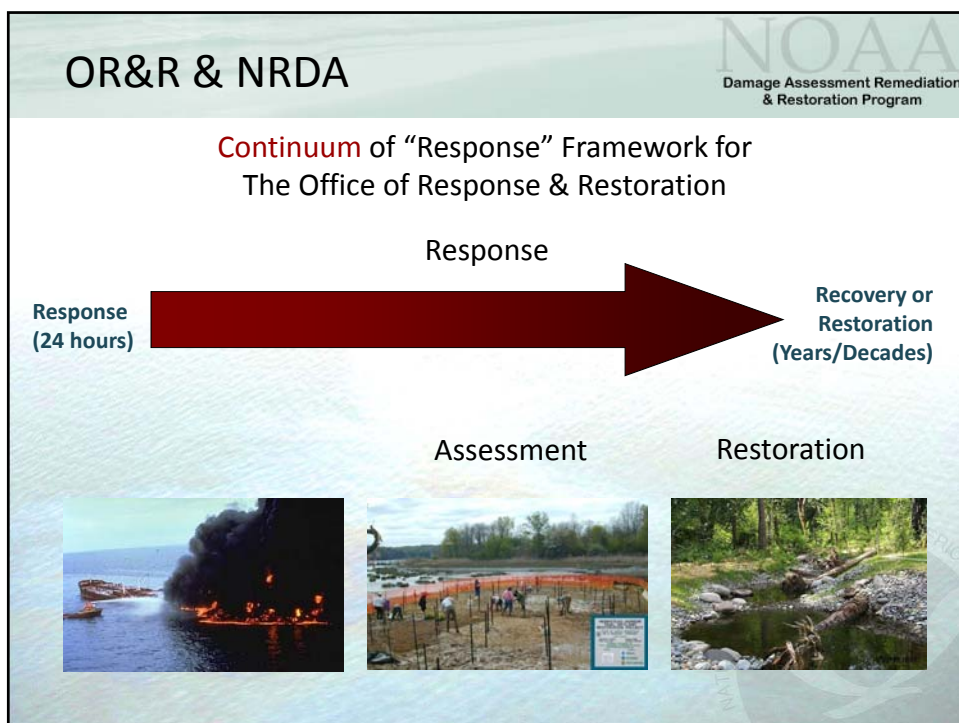 OR&R & NRDA
NOAA
Damage Assessment Remediation
& Restoration Program
Continuum of “Response” Framework for
The Office of Response & Restoration
Response
Response
(24 hours)
Recovery or
Restoration
(Years/Decades)
Assessment
Restoration